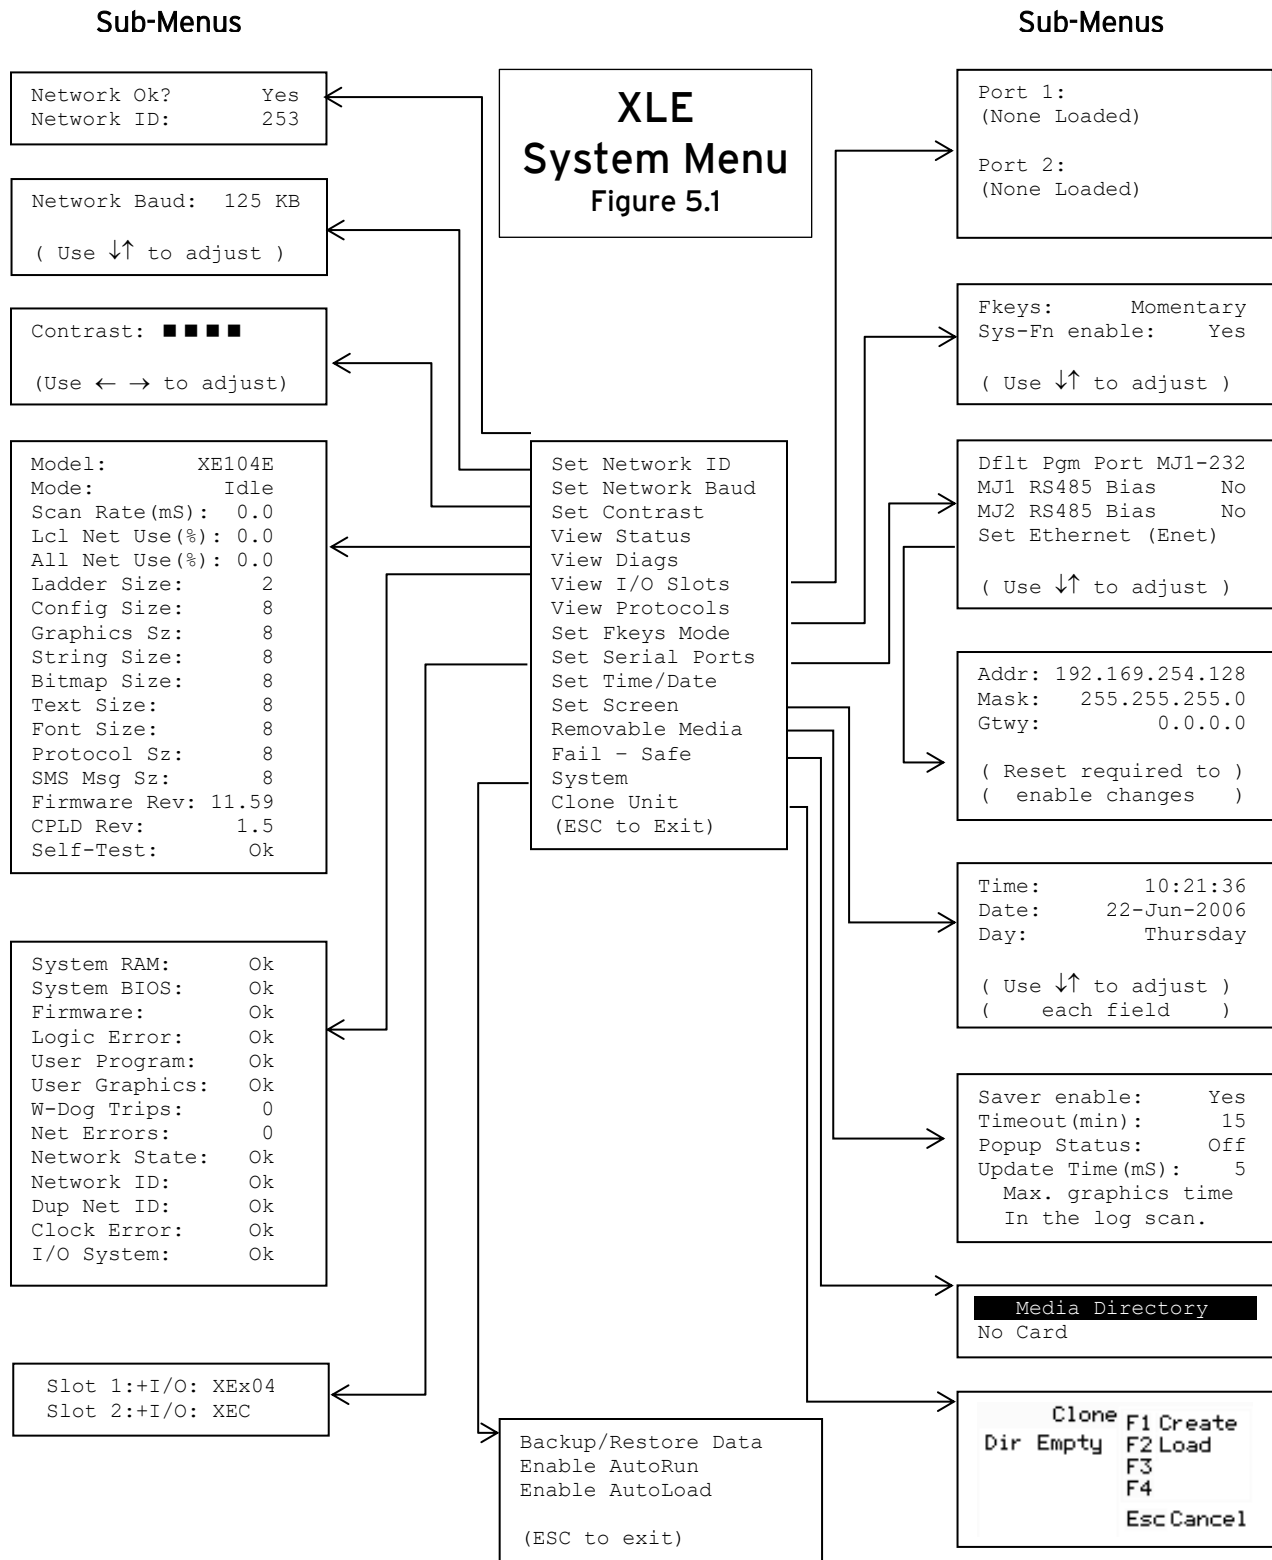 Sub-Menus
Sub-Menus
XLE
System Menu
Figure 5.1
Network Ok? Yes
Network ID: 253
Network Baud: 125 KB
( Use ↓↑ to adjust )
Contrast: ■ ■ ■ ■
(Use ← → to adjust)
Model: XE104E
Mode: Idle
Scan Rate(mS): 0.0
Lcl Net Use(%): 0.0
All Net Use(%): 0.0
Ladder Size: 2
Config Size: 8
Graphics Sz: 8
String Size: 8
Bitmap Size: 8
Text Size: 8
Font Size: 8
Protocol Sz: 8
SMS Msg Sz: 8
Firmware Rev: 11.59
CPLD Rev: 1.5
Self-Test: Ok
System RAM: Ok
System BIOS: Ok
Firmware: Ok
Logic Error: Ok
User Program: Ok
User Graphics: Ok
W-Dog Trips: 0
Net Errors: 0
Network State: Ok
Network ID: Ok
Dup Net ID: Ok
Clock Error: Ok
I/O System: Ok
Slot 1:+I/O: XEx04
Slot 2:+I/O: XEC
Set Network ID
Set Network Baud
Set Contrast
View Status
View Diags
View I/O Slots
View Protocols
Set Fkeys Mode
Set Serial Ports
Set Time/Date
Set Screen
Removable Media
Fail – Safe
System
Clone Unit
(ESC to Exit)
Backup/Restore Data
Enable AutoRun
Enable AutoLoad
(ESC to exit)
Port 1:
(None Loaded)
Port 2:
(None Loaded)
Fkeys: Momentary
Sys-Fn enable: Yes
( Use ↓↑ to adjust )
Dflt Pgm Port MJ1-232
MJ1 RS485 Bias No
MJ2 RS485 Bias No
Set Ethernet (Enet)
( Use ↓↑ to adjust )
Addr: 192.169.254.128
Mask: 255.255.255.0
Gtwy: 0.0.0.0
( Reset required to )
( enable changes )
Time: 10:21:36
Date: 22-Jun-2006
Day: Thursday
( Use ↓↑ to adjust )
( each field )
Saver enable: Yes
Timeout(min): 15
Popup Status: Off
Update Time(mS): 5
Max. graphics time
In the log scan.
Media Directory
No Card
Clone
Dir Empty
F1 Create
F2 Load
F3
F4
Esc Cancel